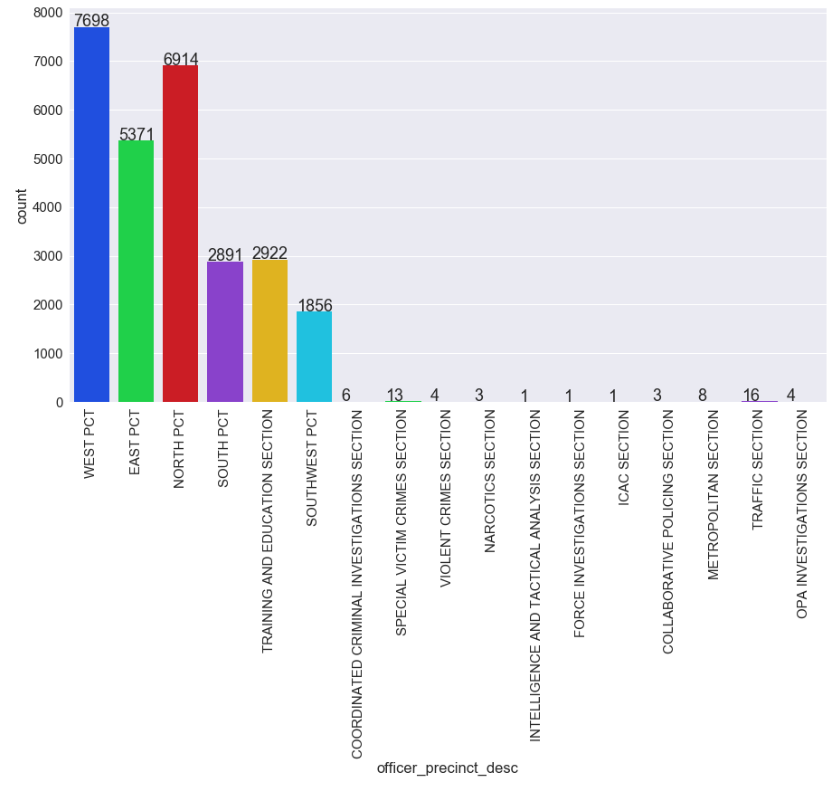 8000
7000
6000
5000
4000
3000
2000
1000
0
count
7698
5371
6914
2891
2922
1856
6
13
4
3
1
1
1
3
8
16
4
WEST PCT
EAST PCT
NORTH PCT
SOUTH PCT
TRAINING AND EDUCATION SECTION
SOUTHWEST PCT
COORDINATED CRIMINAL INVESTIGATIONS SECTION
SPECIAL VICTIM CRIMES SECTION
VIOLENT CRIMES SECTION
NARCOTICS SECTION
INTELLIGENCE AND TACTICAL ANALYSIS SECTION
FORCE INVESTIGATIONS SECTION
ICAC SECTION
COLLABORATIVE POLICING SECTION
METROPOLITAN SECTION
TRAFFIC SECTION
OPA INVESTIGATIONS SECTION
officer_precinct_desc